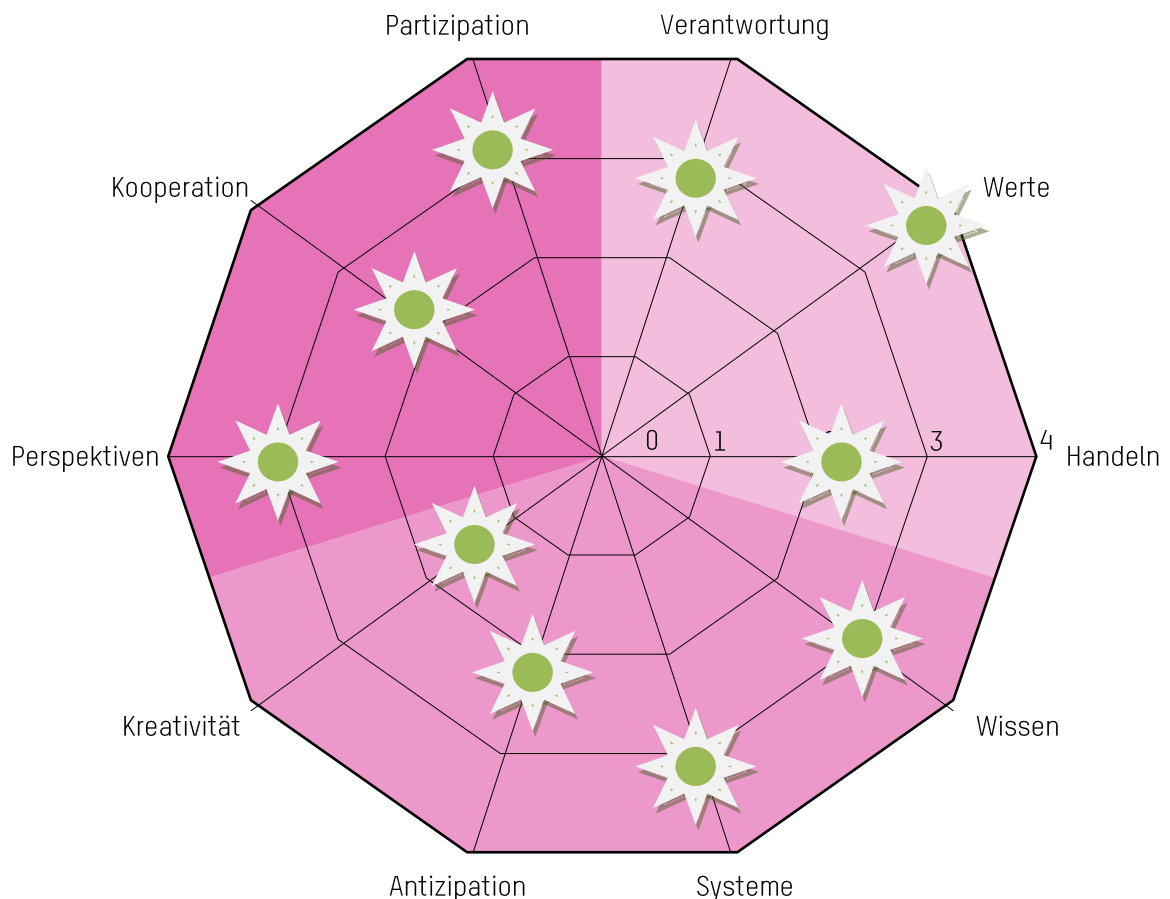 Partizipation
Verantwortung
Kooperation
Werte
Perspektiven
0
1
3
4
Handeln
Kreativität
Wissen
Antizipation
Systeme